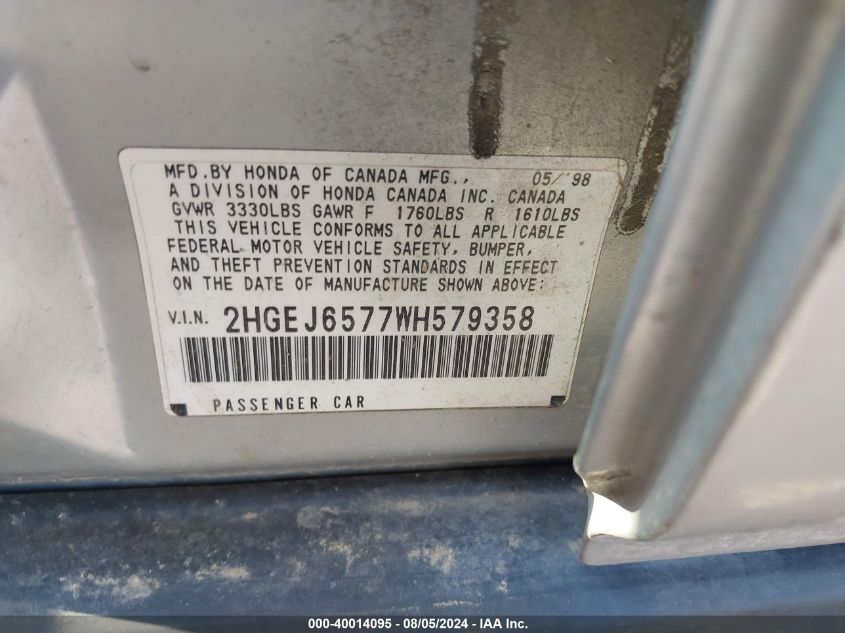 MFD.BY HONDA OF CANADA MFG., 05/'98
A DIVISION OF HONDA CANADA INC. CANADA
GVWR 3330LBS GAWR F 1760LBS R 1610LBS
THIS VEHICLE CONFORMS TO ALL APPLICABLE
FEDERAL MOTOR VEHICLE SAFETY, BUMPER,
AND THEFT PREVENTION STANDARDS IN EFFECT
ON THE DATE OF MANUFACTURE SHOWN ABOVE:
V.I.N. 2HGEJ6577WH579358
PASSENGER CAR
000-40014095 - 08/05/2024 - IAA Inc.